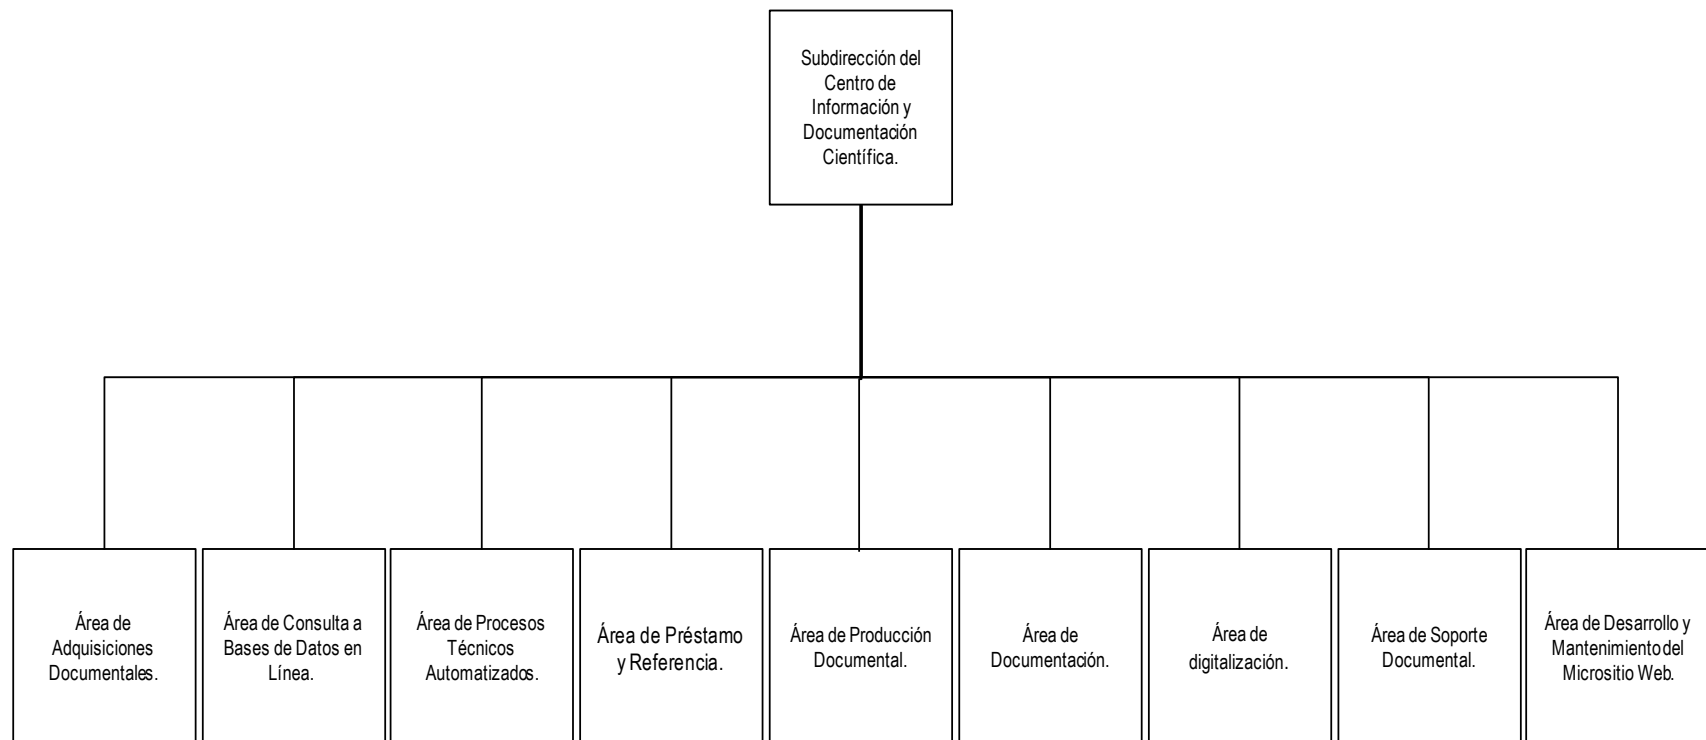 Subdirección del
Centro de
Información y
Documentación
Científica.
Área de
Adquisiciones
Documentales.
Área de Consulta a
Bases de Datos en
Línea.
Área de Procesos
Técnicos
Automatizados.
Área de Préstamo
y Referencia.
Área de Producción
Documental.
Área de
Documentación.
Área de
digitalización.
Área de Soporte
Documental.
Área de Desarrollo y
Mantenimiento del
Micrositio Web.